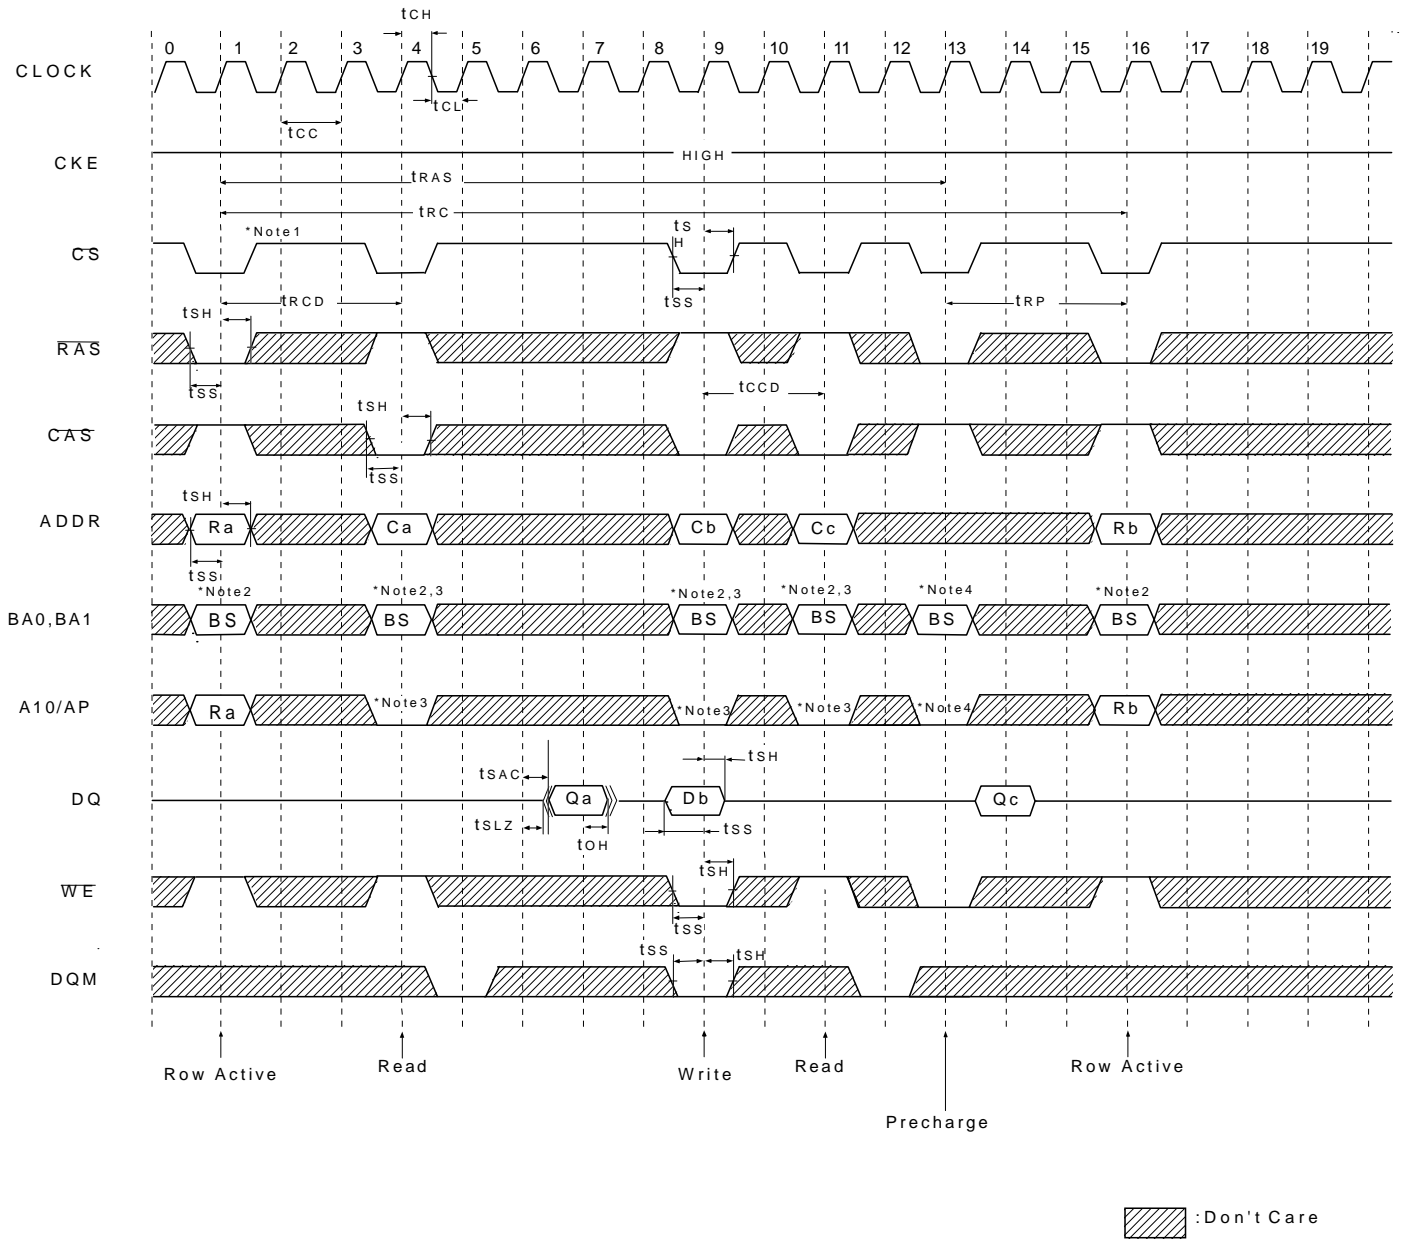 tCH
0 1 2 3 4 5 6 7 8 9 10 11 12 13 14 15 16 17 18 19
CLOCK
tCL
tCC
CKE
HIGH
tRAS
tRC
*Note1
tS
H
CS
tSS
tRCD
tRP
tSH
RAS
tSS
tCCD
tSH
CAS
tSS
tSH
ADDR
Ra Ca Cb Cc Rb
tSS
*Note2 *Note2,3 *Note2,3 *Note2,3 *Note4 *Note2
BA0,BA1
BS BS BS BS BS BS
A10/AP
Ra *Note3 *Note3 *Note3 *Note4 Rb
tSH
tSAC
DQ
Qa Db Qc
tSLZ
tSS
tOH
tSH
WE
tSS
tSS tSH
DQM
Row Active Read Write Read Row Active
Precharge
:Don't Care